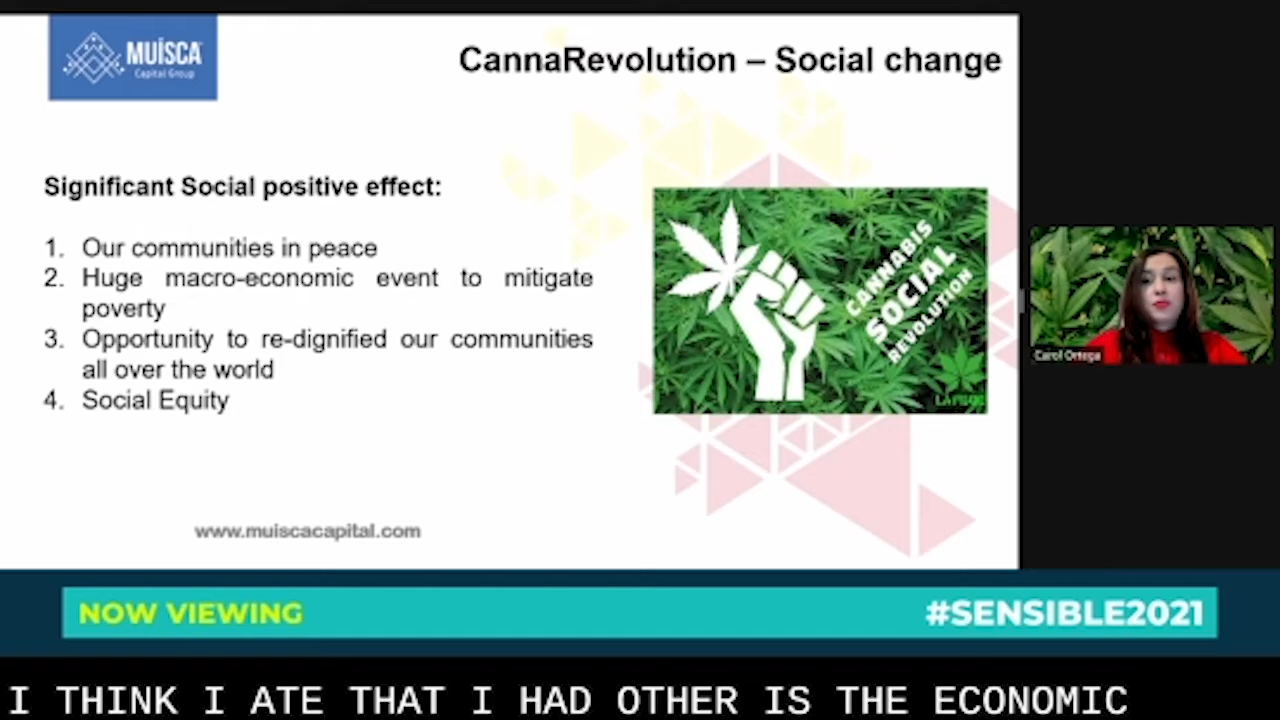 MUÍSCA
Capital Group
CannaRevolution – Social change
Significant Social positive effect:
1. Our communities in peace
2. Huge macro-economic event to mitigate
poverty
3. Opportunity to re-dignified our communities
all over the world
4. Social Equity
CANNABIS
SOCIAL
REVOLUTION
Carol Ortega
www.muiscacapital.com
NOW VIEWING
#SENSIBLE2021
I THINK I ATE THAT I HAD OTHER IS THE ECONOMIC